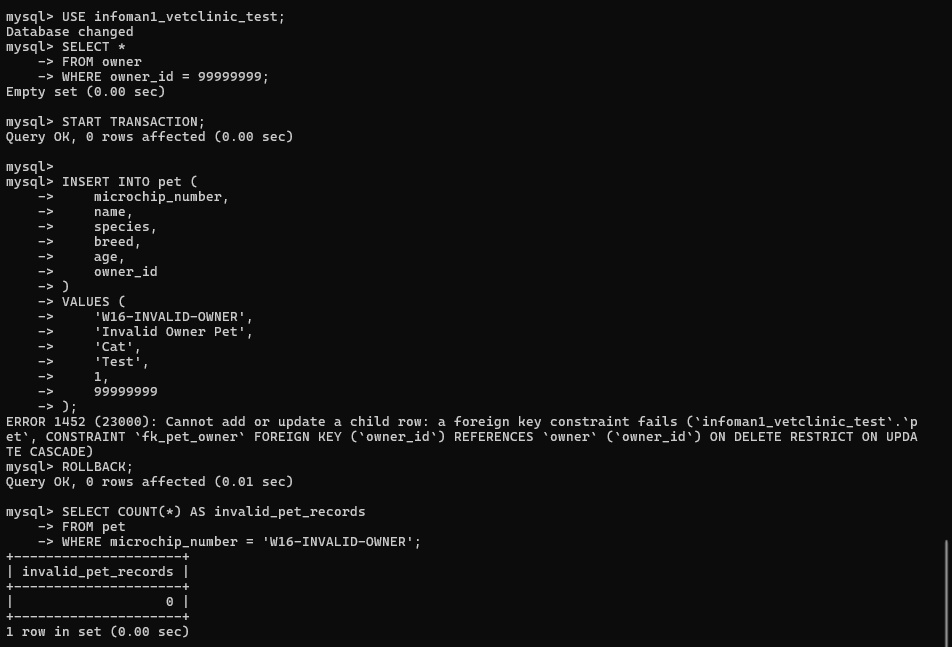 mysql> USE infoman1_vetclinic_test;
Database changed
mysql> SELECT *
    -> FROM owner
    -> WHERE owner_id = 99999999;
Empty set (0.00 sec)

mysql> START TRANSACTION;
Query OK, 0 rows affected (0.00 sec)

mysql>
mysql> INSERT INTO pet (
    ->     microchip_number,
    ->     name,
    ->     species,
    ->     breed,
    ->     age,
    ->     owner_id
    -> )
    -> VALUES (
    ->     'W16-INVALID-OWNER',
    ->     'Invalid Owner Pet',
    ->     'Cat',
    ->     'Test',
    ->     1,
    ->     99999999
    -> );
ERROR 1452 (23000): Cannot add or update a child row: a foreign key constraint fails (`infoman1_vetclinic_test`.`p
et`, CONSTRAINT `fk_pet_owner` FOREIGN KEY (`owner_id`) REFERENCES `owner` (`owner_id`) ON DELETE RESTRICT ON UPDA
TE CASCADE)
mysql> ROLLBACK;
Query OK, 0 rows affected (0.01 sec)

mysql> SELECT COUNT(*) AS invalid_pet_records
    -> FROM pet
    -> WHERE microchip_number = 'W16-INVALID-OWNER';
+---------------------+
| invalid_pet_records |
+---------------------+
|                   0 |
+---------------------+
1 row in set (0.00 sec)